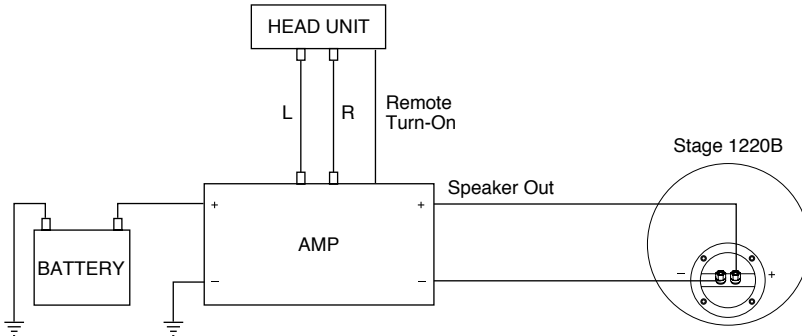 HEAD UNIT
L
R
Remote
Turn-On
Stage 1220B
Speaker Out
+
+
AMP
BATTERY
–
–
–
+